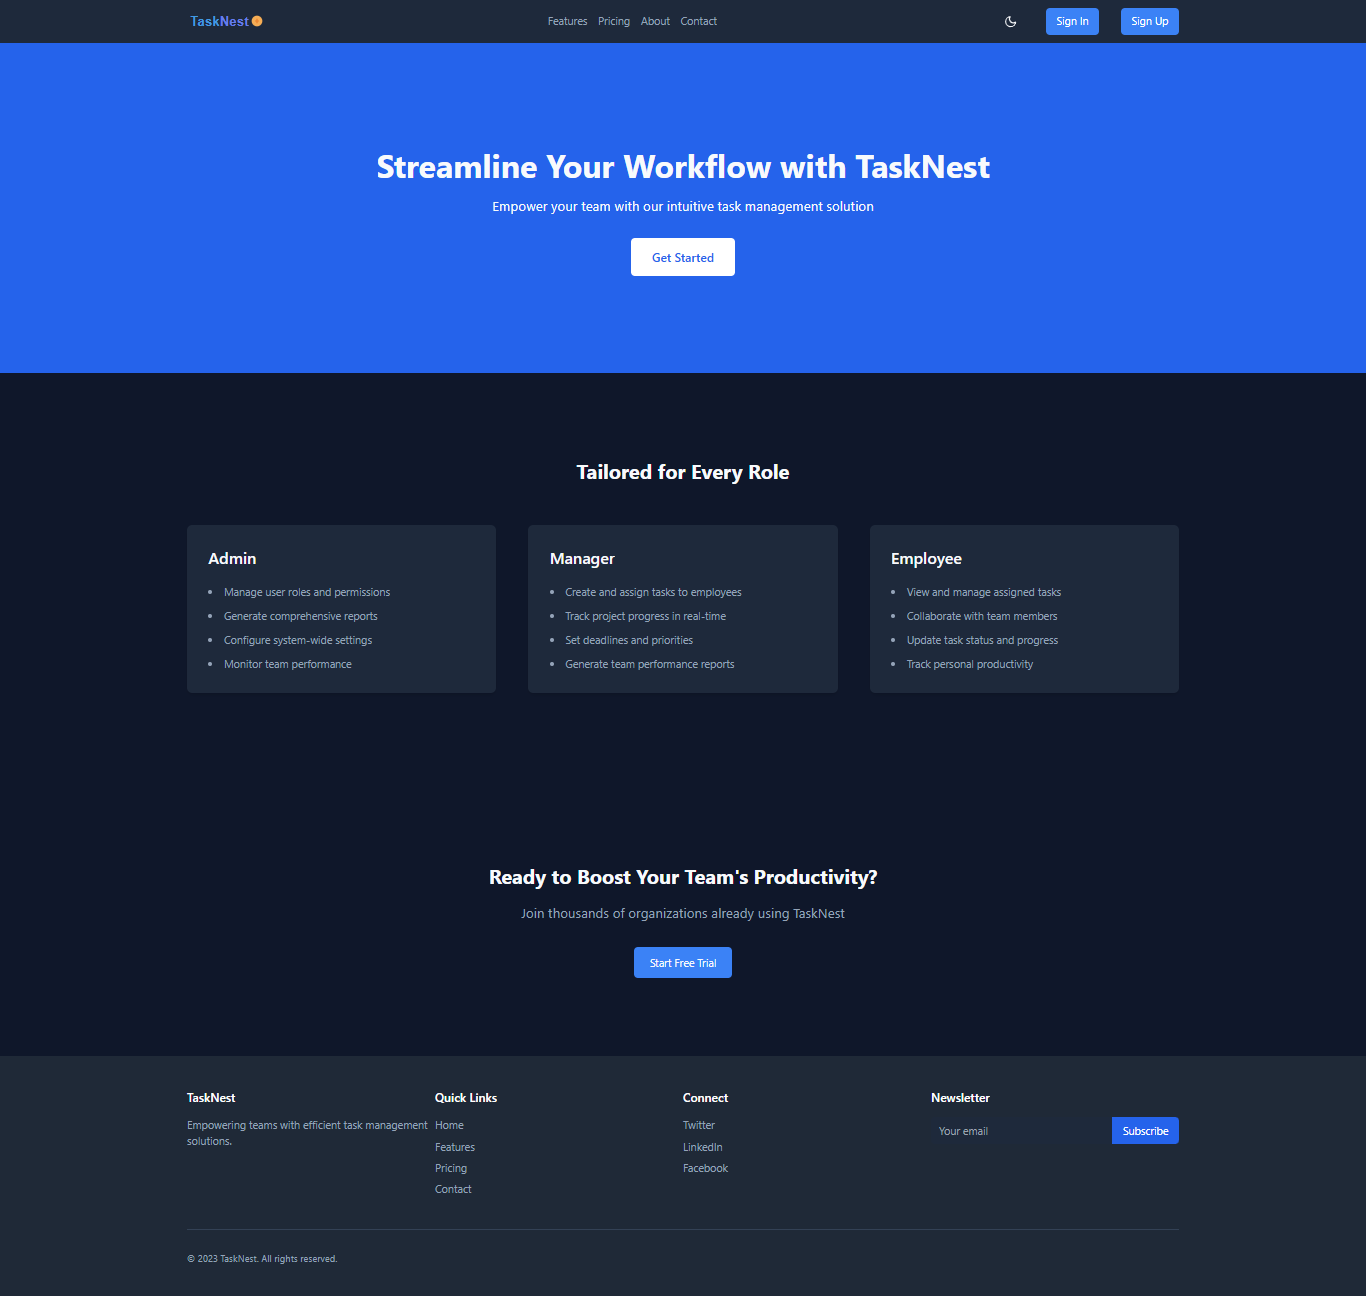 TaskNest
Features Pricing About Contact
Sign In
Sign Up
Streamline Your Workflow with TaskNest
Empower your team with our intuitive task management solution
Get Started
Tailored for Every Role
Admin
• Manage user roles and permissions
• Generate comprehensive reports
• Configure system-wide settings
• Monitor team performance
Manager
• Create and assign tasks to employees
• Track project progress in real-time
• Set deadlines and priorities
• Generate team performance reports
Employee
• View and manage assigned tasks
• Collaborate with team members
• Update task status and progress
• Track personal productivity
Ready to Boost Your Team's Productivity?
Join thousands of organizations already using TaskNest
Start Free Trial
TaskNest
Empowering teams with efficient task management
solutions.
Quick Links
Home
Features
Pricing
Contact
Connect
Twitter
LinkedIn
Facebook
Newsletter
Your email
Subscribe
© 2023 TaskNest. All rights reserved.